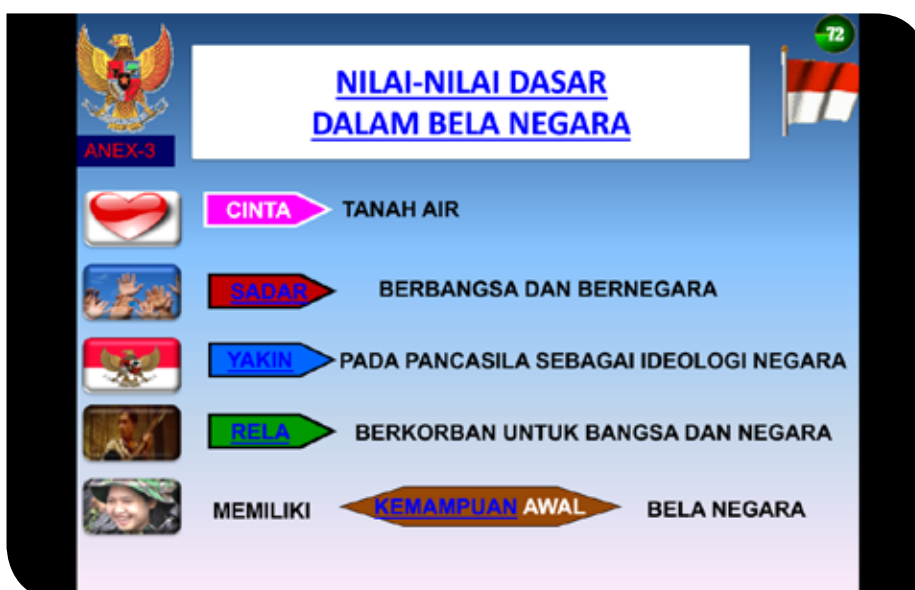 72
NILAI-NILAI DASAR
DALAM BELA NEGARA
ANEX-3
CINTA TANAH AIR
SADAR BERBANGSA DAN BERNEGARA
YAKIN PADA PANCASILA SEBAGAI IDEOLOGI NEGARA
RELA BERKORBAN UNTUK BANGSA DAN NEGARA
MEMILIKI KEMAMPUAN AWAL BELA NEGARA